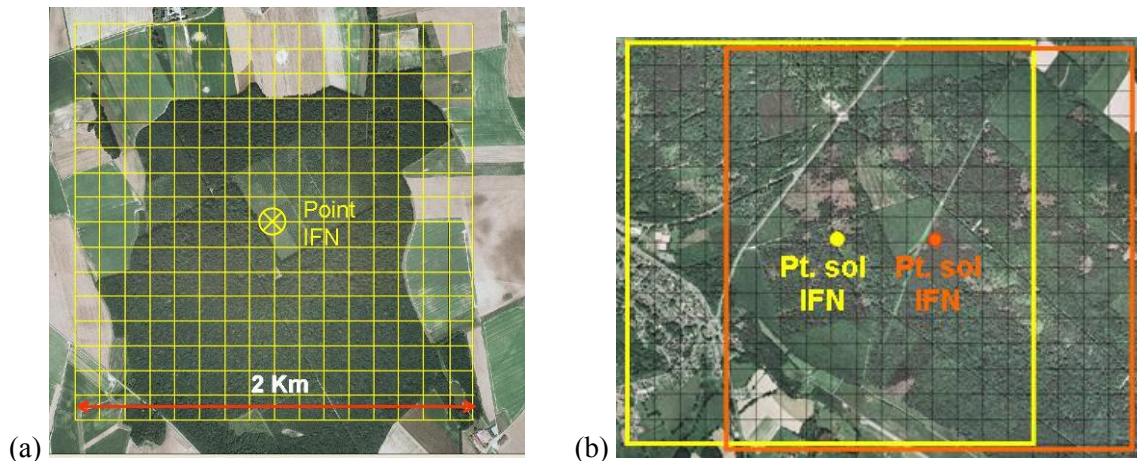 Point
IFN
2 Km
(a)
Pt. sol
IFN
Pt. sol
IFN
(b)